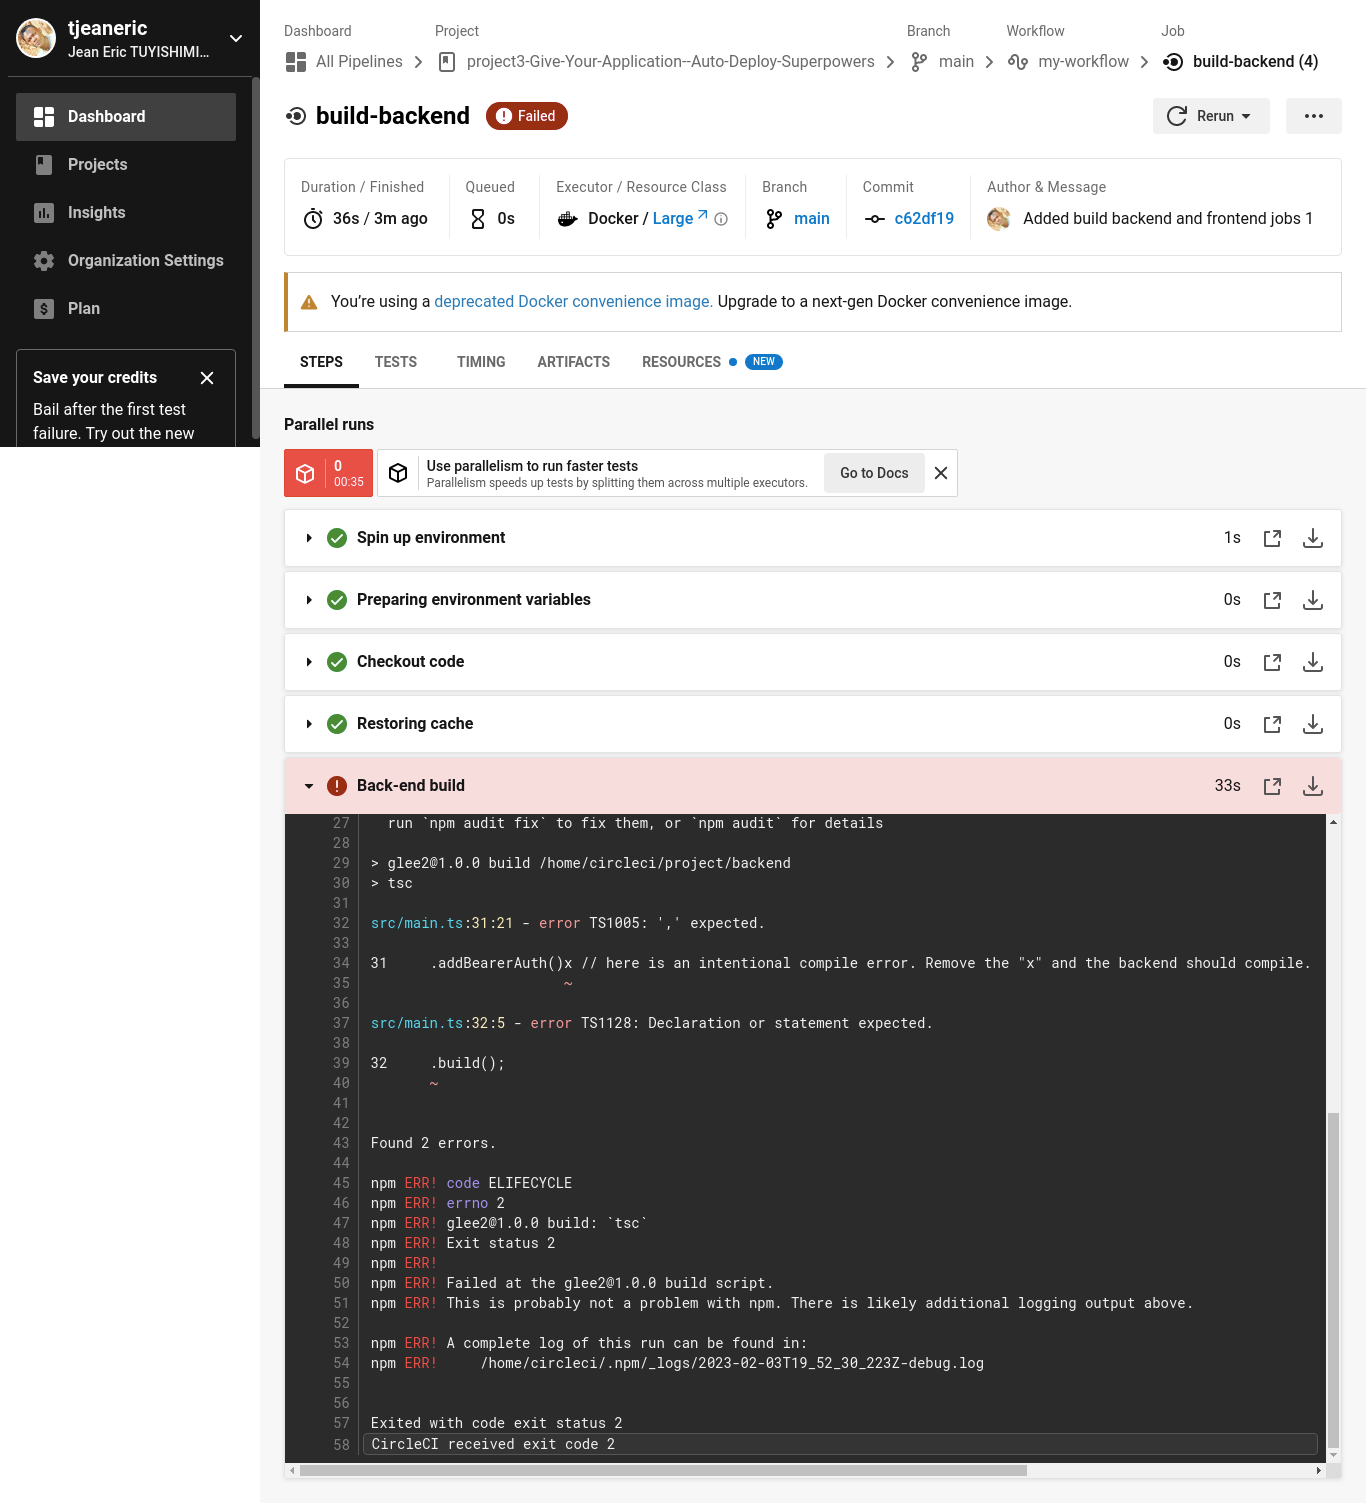 tjeaneric
Jean Eric TUYISHIMI...
Dashboard
Projects
Insights
Organization Settings
Plan
Save your credits
Bail after the first test
failure. Try out the new
Dashboard Project Branch Workflow Job
All Pipelines project3-Give-Your-Application--Auto-Deploy-Superpowers main my-workflow build-backend (4)
build-backend Failed Rerun
Duration / Finished Queued Executor / Resource Class Branch Commit Author & Message
36s / 3m ago 0s Docker / Large main c62df19 Added build backend and frontend jobs 1
You’re using a deprecated Docker convenience image. Upgrade to a next-gen Docker convenience image.
STEPS TESTS TIMING ARTIFACTS RESOURCES NEW
Parallel runs
0
00:35
Use parallelism to run faster tests
Parallelism speeds up tests by splitting them across multiple executors.
Go to Docs
Spin up environment 1s
Preparing environment variables 0s
Checkout code 0s
Restoring cache 0s
Back-end build 33s
27 run `npm audit fix` to fix them, or `npm audit` for details
28
29 > glee2@1.0.0 build /home/circleci/project/backend
30 > tsc
31
32 src/main.ts:31:21 - error TS1005: ',' expected.
33
34 31 .addBearerAuth()x // here is an intentional compile error. Remove the "x" and the backend should compile.
35 ~
36
37 src/main.ts:32:5 - error TS1128: Declaration or statement expected.
38
39 32 .build();
40 ~
41
42
43 Found 2 errors.
44
45 npm ERR! code ELIFECYCLE
46 npm ERR! errno 2
47 npm ERR! glee2@1.0.0 build: `tsc`
48 npm ERR! Exit status 2
49 npm ERR!
50 npm ERR! Failed at the glee2@1.0.0 build script.
51 npm ERR! This is probably not a problem with npm. There is likely additional logging output above.
52
53 npm ERR! A complete log of this run can be found in:
54 npm ERR! /home/circleci/.npm/_logs/2023-02-03T19_52_30_223Z-debug.log
55
56
57 Exited with code exit status 2
58 CircleCI received exit code 2